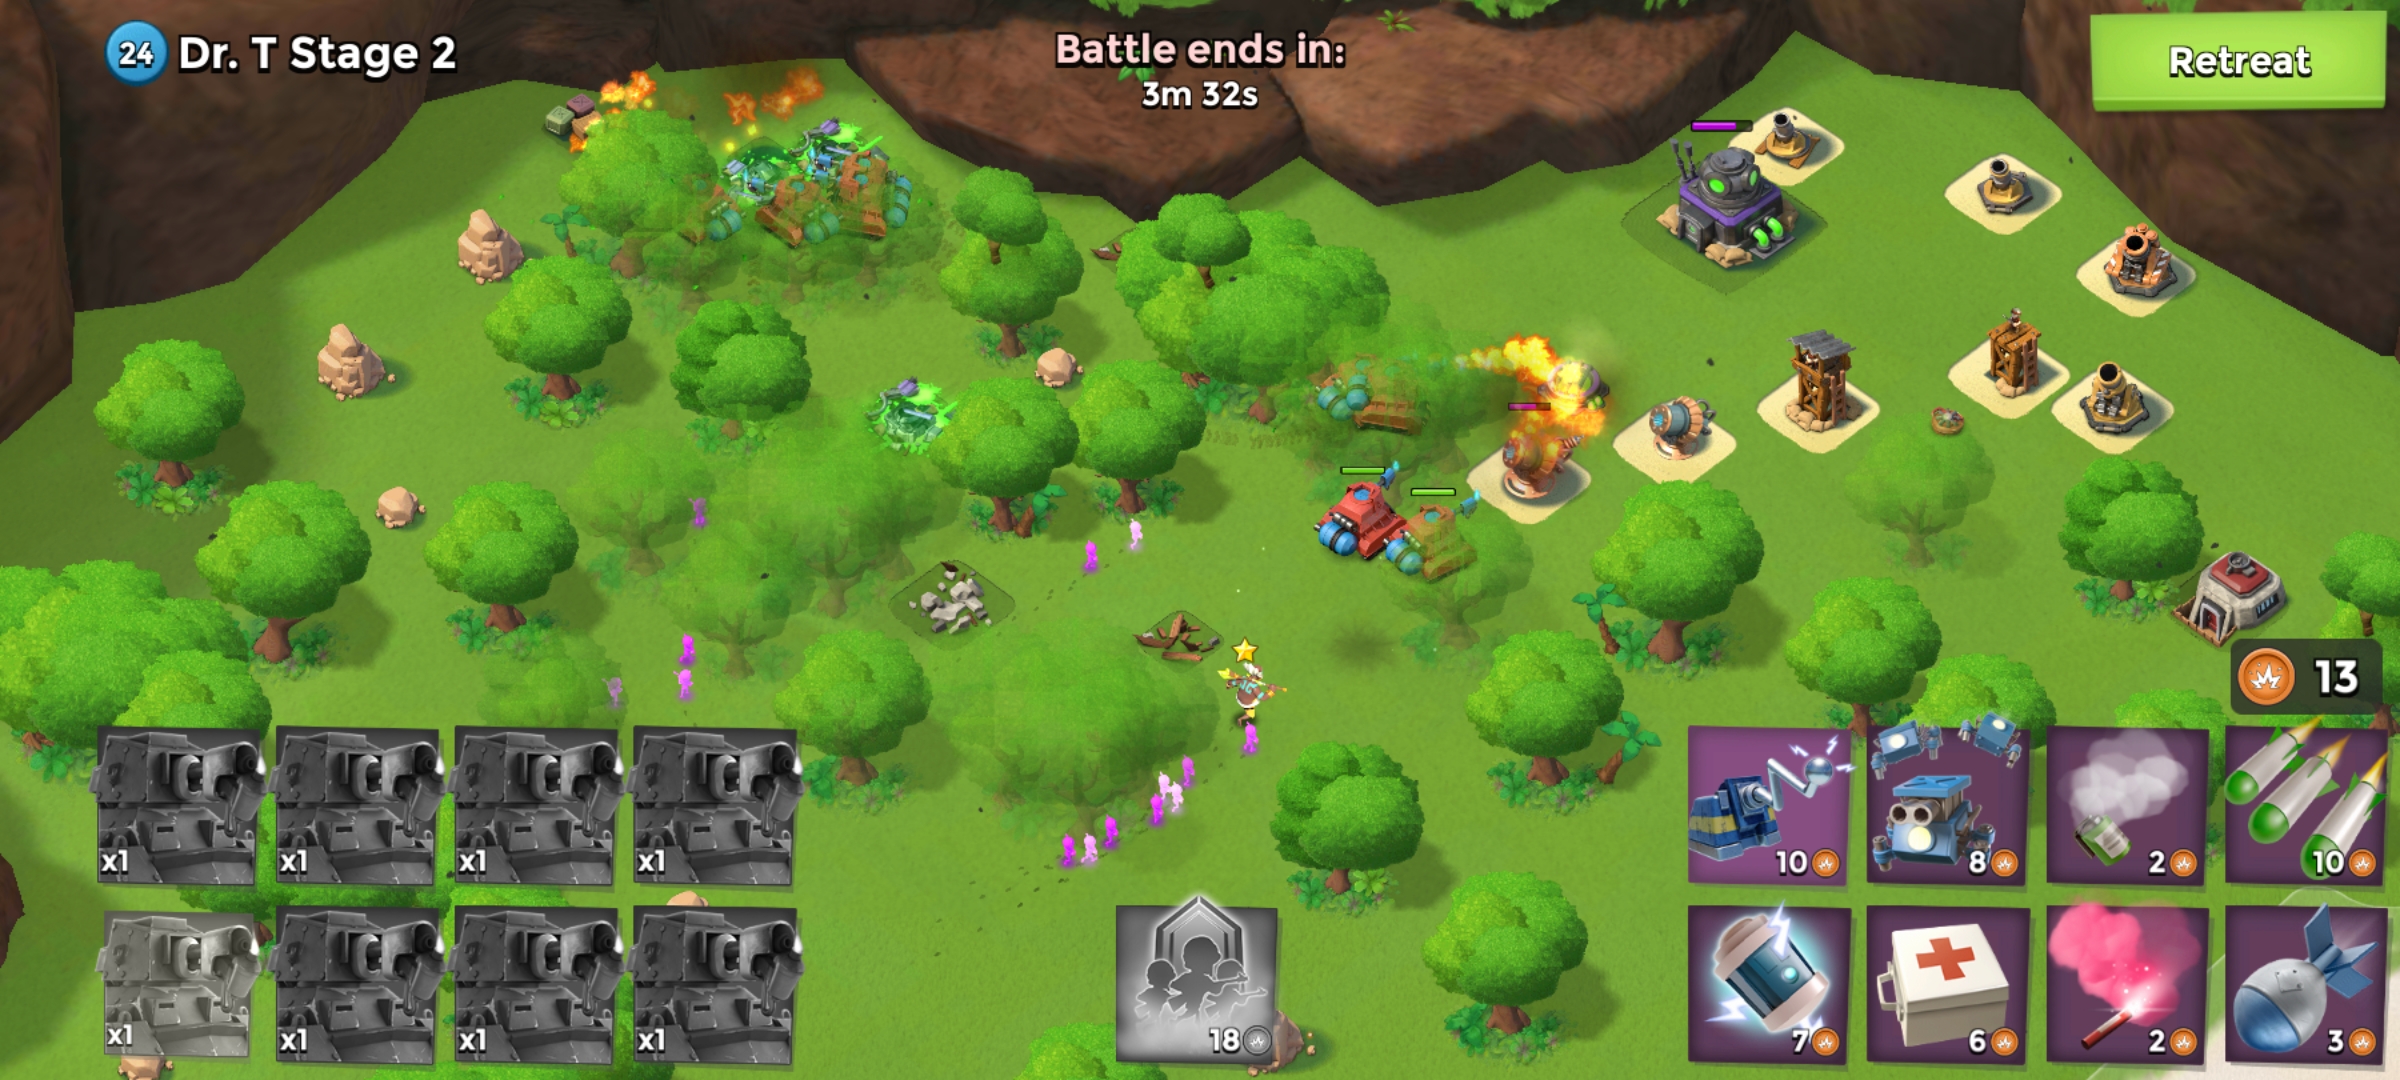 24 Dr. T Stage 2
Battle ends in:
3m 32s
Retreat
13
x1 x1 x1 x1
10 8 2 10
x1 x1 x1 x1
18
7 6 2 3